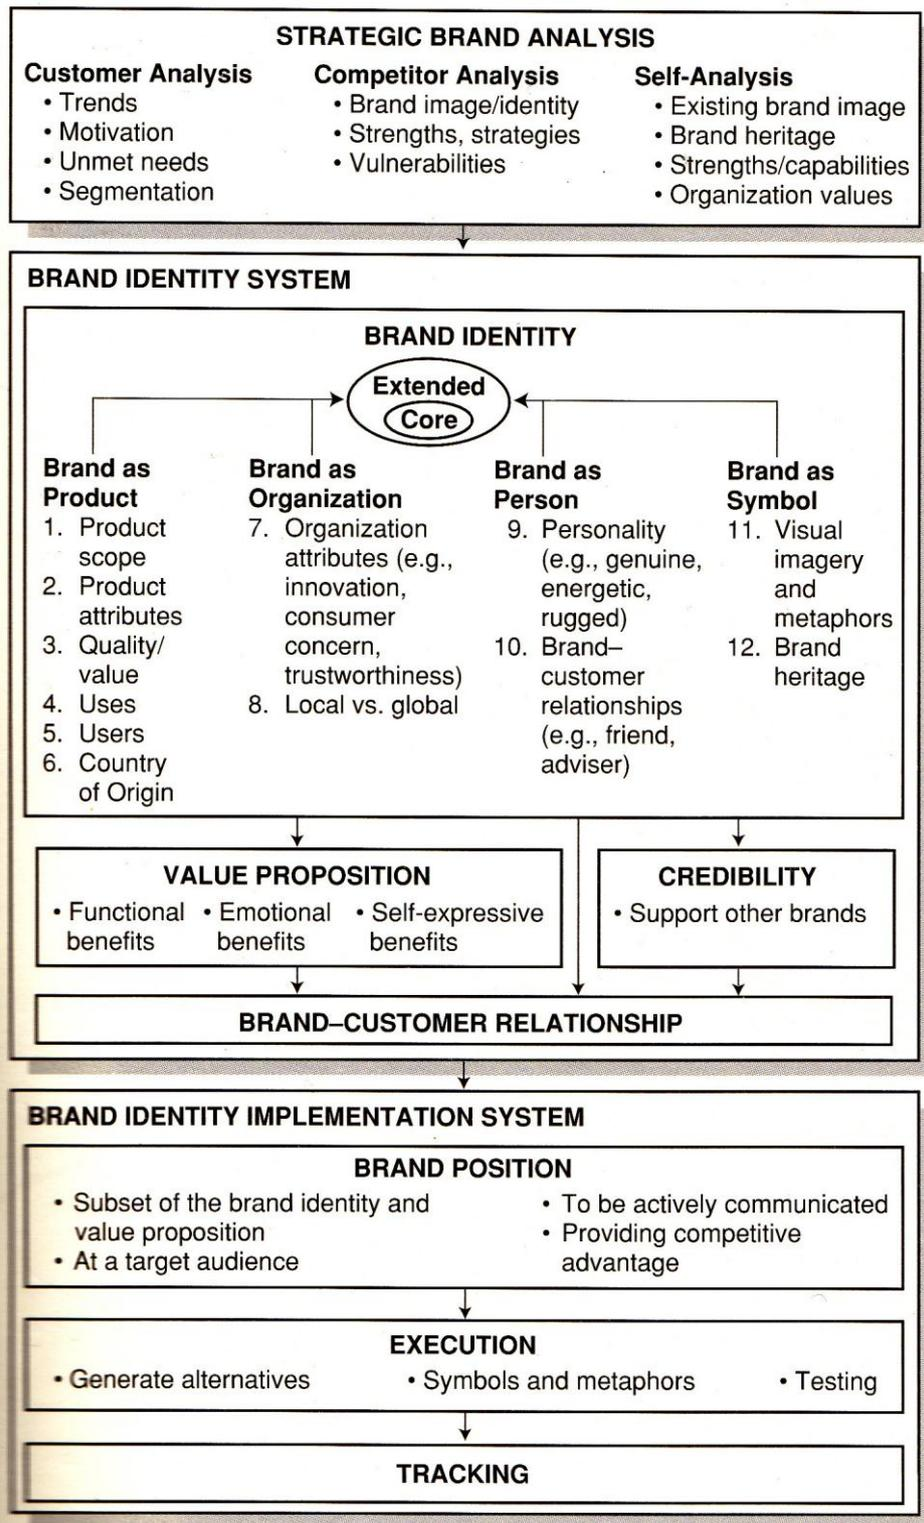 STRATEGIC BRAND ANALYSIS
Customer Analysis
• Trends
• Motivation
• Unmet needs
• Segmentation
Competitor Analysis
• Brand image/identity
• Strengths, strategies
• Vulnerabilities
Self-Analysis
• Existing brand image
• Brand heritage
• Strengths/capabilities
• Organization values
BRAND IDENTITY SYSTEM
BRAND IDENTITY
Extended
Core
Brand as
Product
1. Product
scope
2. Product
attributes
3. Quality/
value
4. Uses
5. Users
6. Country
of Origin
Brand as
Organization
7. Organization
attributes (e.g.,
innovation,
consumer
concern,
trustworthiness)
8. Local vs. global
Brand as
Person
9. Personality
(e.g., genuine,
energetic,
rugged)
10. Brand–
customer
relationships
(e.g., friend,
adviser)
Brand as
Symbol
11. Visual
imagery
and
metaphors
12. Brand
heritage
VALUE PROPOSITION
• Functional
benefits
• Emotional
benefits
• Self-expressive
benefits
CREDIBILITY
• Support other brands
BRAND–CUSTOMER RELATIONSHIP
BRAND IDENTITY IMPLEMENTATION SYSTEM
BRAND POSITION
• Subset of the brand identity and
value proposition
• At a target audience
• To be actively communicated
• Providing competitive
advantage
EXECUTION
• Generate alternatives
• Symbols and metaphors
• Testing
TRACKING